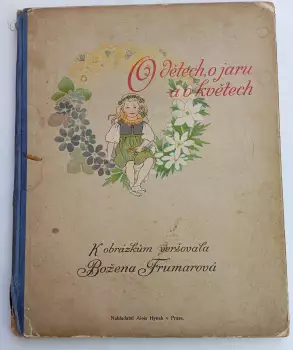 O dětech, o jaru
a o květech
K obrázkům veršovala
Božena Frumarová
Nakladatel Alois Hynek v Praze.